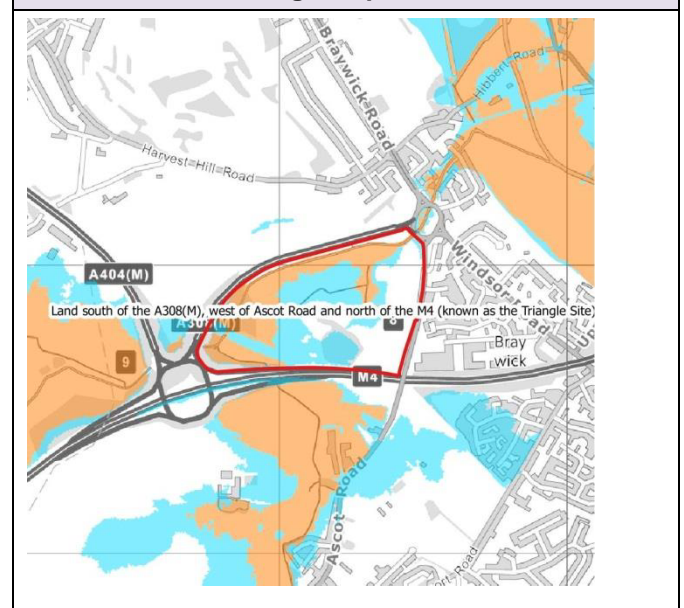 Braywick Road
Hibbert Road
Harvest Hill Road
A404(M)
Windsor Road
Land south of the A308(M), west of Ascot Road and north of the M4 (known as the Triangle Site)
9
Bray
wick
M4
Ascot Road